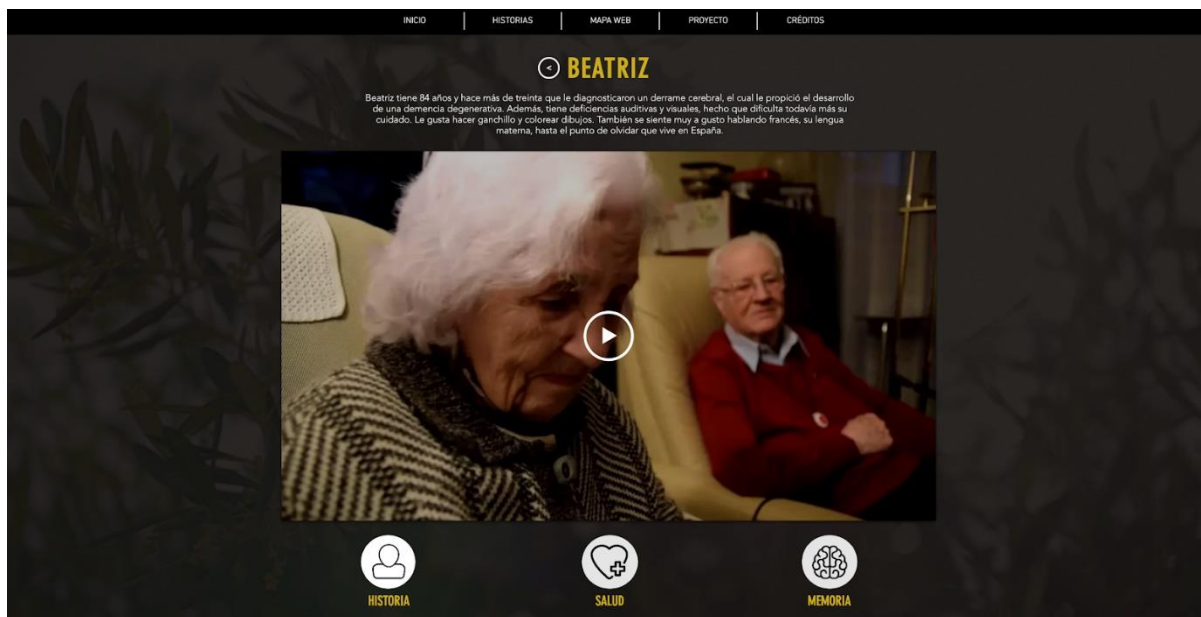 INICIO HISTORIAS MAPA WEB PROYECTO CRÉDITOS
< BEATRIZ
Beatriz tiene 84 años y hace más de treinta que le diagnosticaron un derrame cerebral, el cual le propició el desarrollo
de una demencia degenerativa. Además, tiene deficiencias auditivas y visuales, hecho que dificulta todavía más su
cuidado. Le gusta hacer ganchillo y colorear dibujos. También se siente muy a gusto hablando francés, su lengua
materna, hasta el punto de olvidar que vive en España.
HISTORIA SALUD MEMORIA